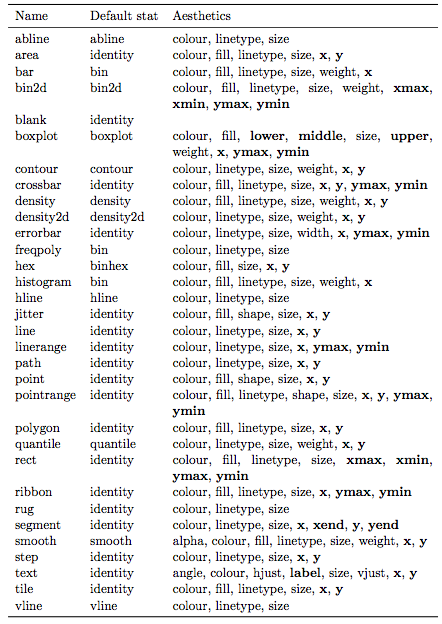 Name Default stat Aesthetics
abline abline colour, linetype, size
area identity colour, fill, linetype, size, x, y
bar bin colour, fill, linetype, size, weight, x
bin2d bin2d colour, fill, linetype, size, weight, xmax,
xmin, ymax, ymin
blank identity
boxplot boxplot colour, fill, lower, middle, size, upper,
weight, x, ymax, ymin
contour contour colour, linetype, size, weight, x, y
crossbar identity colour, fill, linetype, size, x, y, ymax, ymin
density density colour, fill, linetype, size, weight, x, y
density2d density2d colour, linetype, size, weight, x, y
errorbar identity colour, linetype, size, width, x, ymax, ymin
freqpoly bin colour, linetype, size
hex binhex colour, fill, size, x, y
histogram bin colour, fill, linetype, size, weight, x
hline hline colour, linetype, size
jitter identity colour, fill, shape, size, x, y
line identity colour, linetype, size, x, y
linerange identity colour, linetype, size, x, ymax, ymin
path identity colour, linetype, size, x, y
point identity colour, fill, shape, size, x, y
pointrange identity colour, fill, linetype, shape, size, x, y, ymax,
ymin
polygon identity colour, fill, linetype, size, x, y
quantile quantile colour, linetype, size, weight, x, y
rect identity colour, fill, linetype, size, xmax, xmin,
ymax, ymin
ribbon identity colour, fill, linetype, size, x, ymax, ymin
rug identity colour, linetype, size
segment identity colour, linetype, size, x, xend, y, yend
smooth smooth alpha, colour, fill, linetype, size, weight, x, y
step identity colour, linetype, size, x, y
text identity angle, colour, hjust, label, size, vjust, x, y
tile identity colour, fill, linetype, size, x, y
vline vline colour, linetype, size